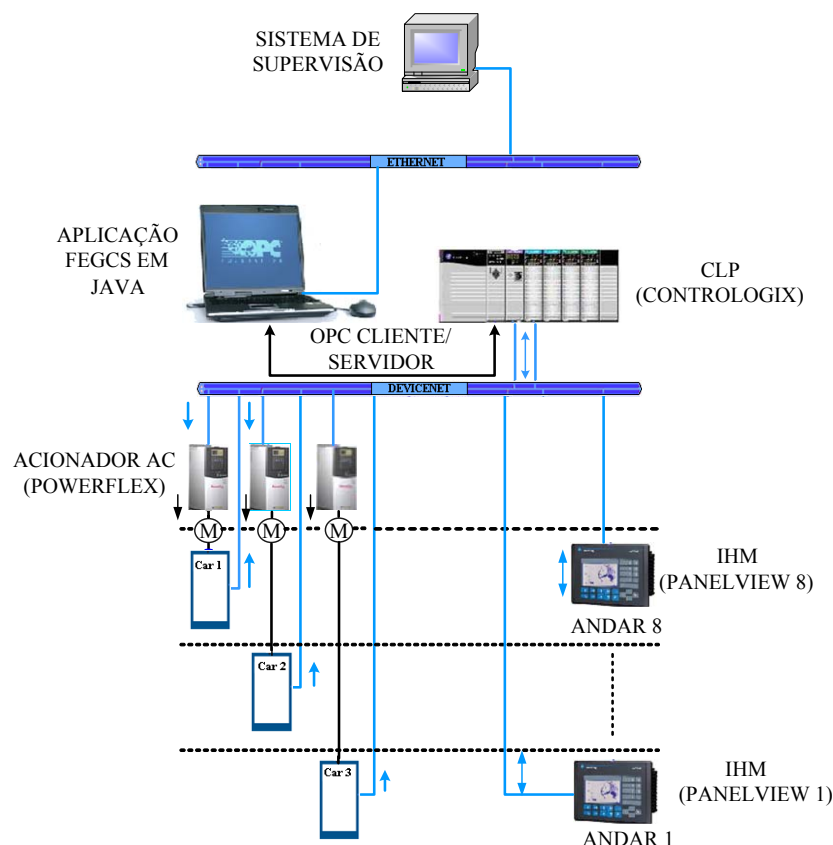 SISTEMA DE
SUPERVISÃO
ETHERNET
APLICAÇÃO
FEGCS EM
JAVA
OPC
CLP
(CONTROLOGIX)
OPC CLIENTE/
SERVIDOR
DEVICENET
ACIONADOR AC
(POWERFLEX)
M
M
M
Car 1
IHM
(PANELVIEW 8)
ANDAR 8
Car 2
Car 3
IHM
(PANELVIEW 1)
ANDAR 1